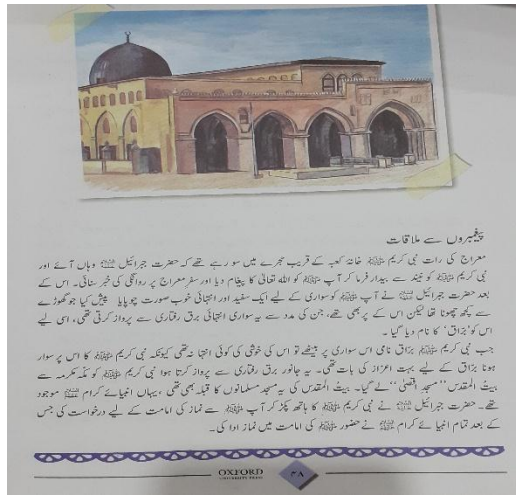 پیغمبروں سے ملاقات
معراج کی رات نبی کریم ﷺ خانۂ کعبہ کے قریب حجرے میں سو رہے تھے کہ حضرت جبرائیل علیہ السلام وہاں آئے اور
نبی کریم ﷺ کو نیند سے بیدار فرما کر آپ ﷺ کو اللہ تعالیٰ کا پیغام دیا اور سفرِ معراج پر روانگی کی خبر سنائی۔ اس کے
بعد حضرت جبرائیل علیہ السلام نے آپ ﷺ کو سواری کے لیے ایک سفید اور انتہائی خوب صورت چوپایا پیش کیا جو گھوڑے
سے کچھ چھوٹا تھا لیکن اس کے پر بھی تھے، جن کی مدد سے یہ سواری انتہائی برق رفتاری سے پرواز کرتی تھی، اسی لیے
اس کو 'بُراق' کا نام دیا گیا۔
جب نبی کریم ﷺ براق نامی اس سواری پر بیٹھے تو اس کی خوشی کی کوئی انتہا نہ تھی کیونکہ نبی کریم ﷺ کا اس پر سوار
ہونا براق کے لیے بہت اعزاز کی بات تھی۔ یہ جانور برق رفتاری سے پرواز کرتا ہوا نبی کریم ﷺ کو مکہ مکرمہ سے
بیت المقدس ''مسجدِ اقصیٰ'' لے گیا۔ بیت المقدس کی یہ مسجد مسلمانوں کا قبلہ بھی تھی، یہاں انبیائے کرام علیہم السلام موجود
تھے۔ حضرت جبرائیل علیہ السلام نے نبی کریم ﷺ کا ہاتھ پکڑ کر آپ ﷺ سے نماز کی امامت کے لیے درخواست کی جس
کے بعد تمام انبیائے کرام علیہم السلام نے حضور ﷺ کی امامت میں نماز ادا کی۔
OXFORD
UNIVERSITY PRESS
۳۸